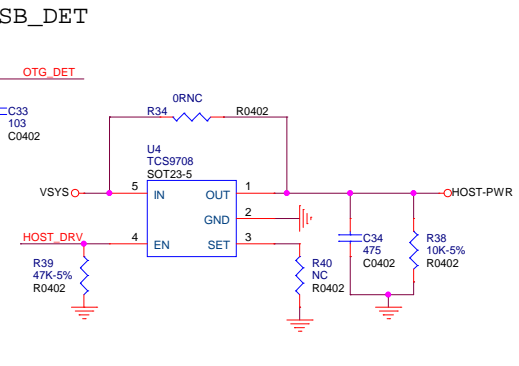 SB_DET
OTG_DET
C33
103
C0402
0RNC
R34
R0402
U4
TCS9708
SOT23-5
VSYS
5
IN
OUT
1
HOST-PWR
GND
2
HOST_DRV
4
EN
SET
3
R39
47K-5%
R0402
R40
NC
R0402
C34
475
C0402
R38
10K-5%
R0402